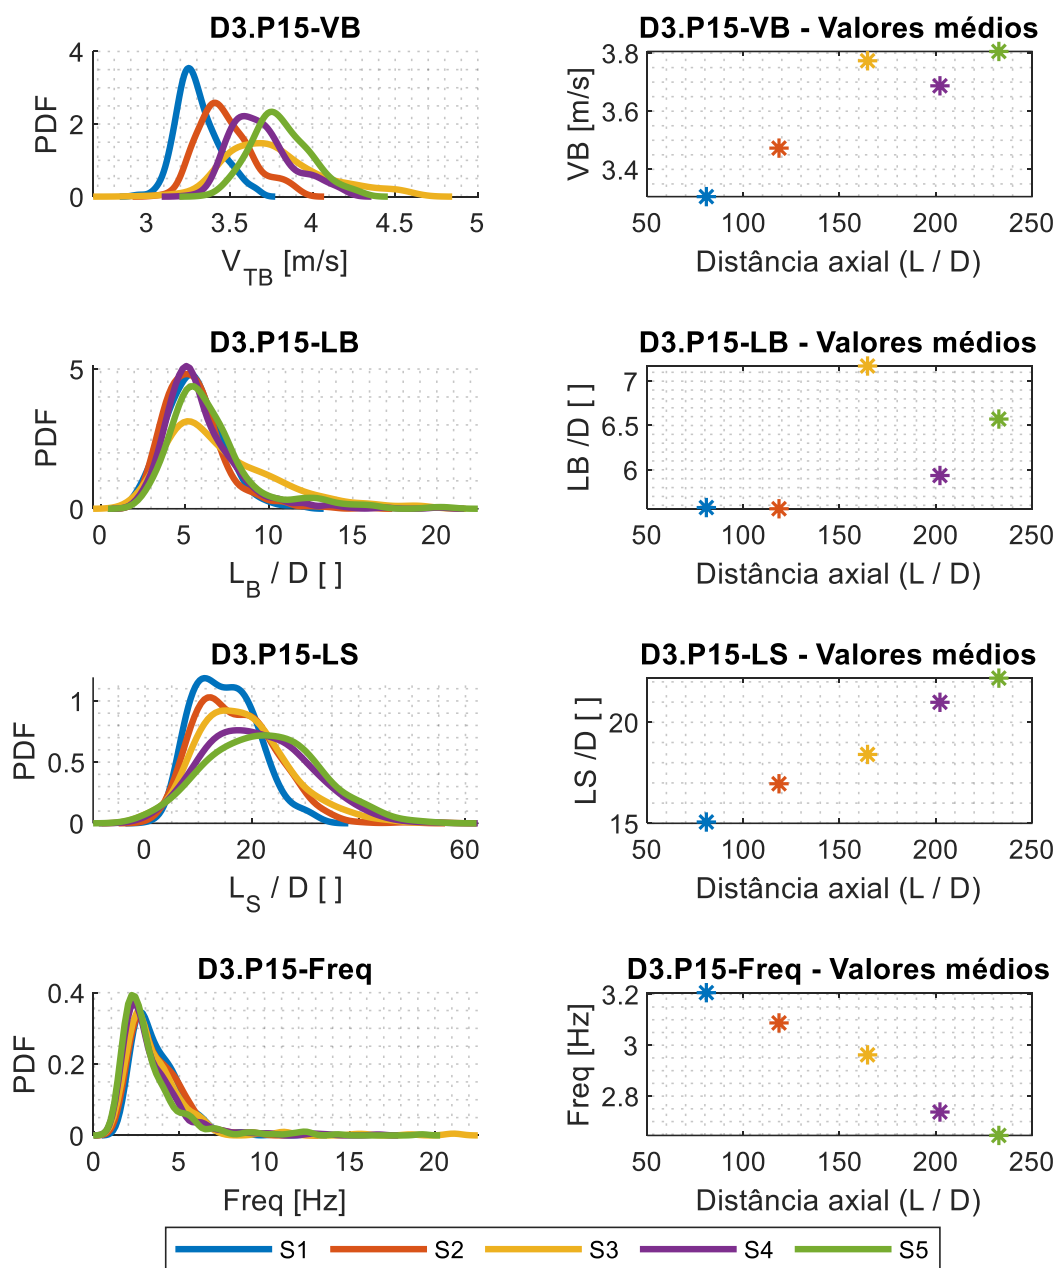 D3.P15-VB
4
2
0
PDF
3
3.5
4
4.5
5
V_TB [m/s]
D3.P15-VB - Valores médios
3.8
3.6
3.4
VB [m/s]
50
100
150
200
250
Distância axial (L / D)
D3.P15-LB
5
0
PDF
0
5
10
15
20
L_B / D [ ]
D3.P15-LB - Valores médios
7
6.5
6
LB /D [ ]
50
100
150
200
250
Distância axial (L / D)
D3.P15-LS
1
0.5
0
PDF
0
20
40
60
L_S / D [ ]
D3.P15-LS - Valores médios
20
15
LS /D [ ]
50
100
150
200
250
Distância axial (L / D)
D3.P15-Freq
0.4
0.2
0
PDF
0
5
10
15
20
Freq [Hz]
D3.P15-Freq - Valores médios
3.2
3
2.8
Freq [Hz]
50
100
150
200
250
Distância axial (L / D)
S1
S2
S3
S4
S5